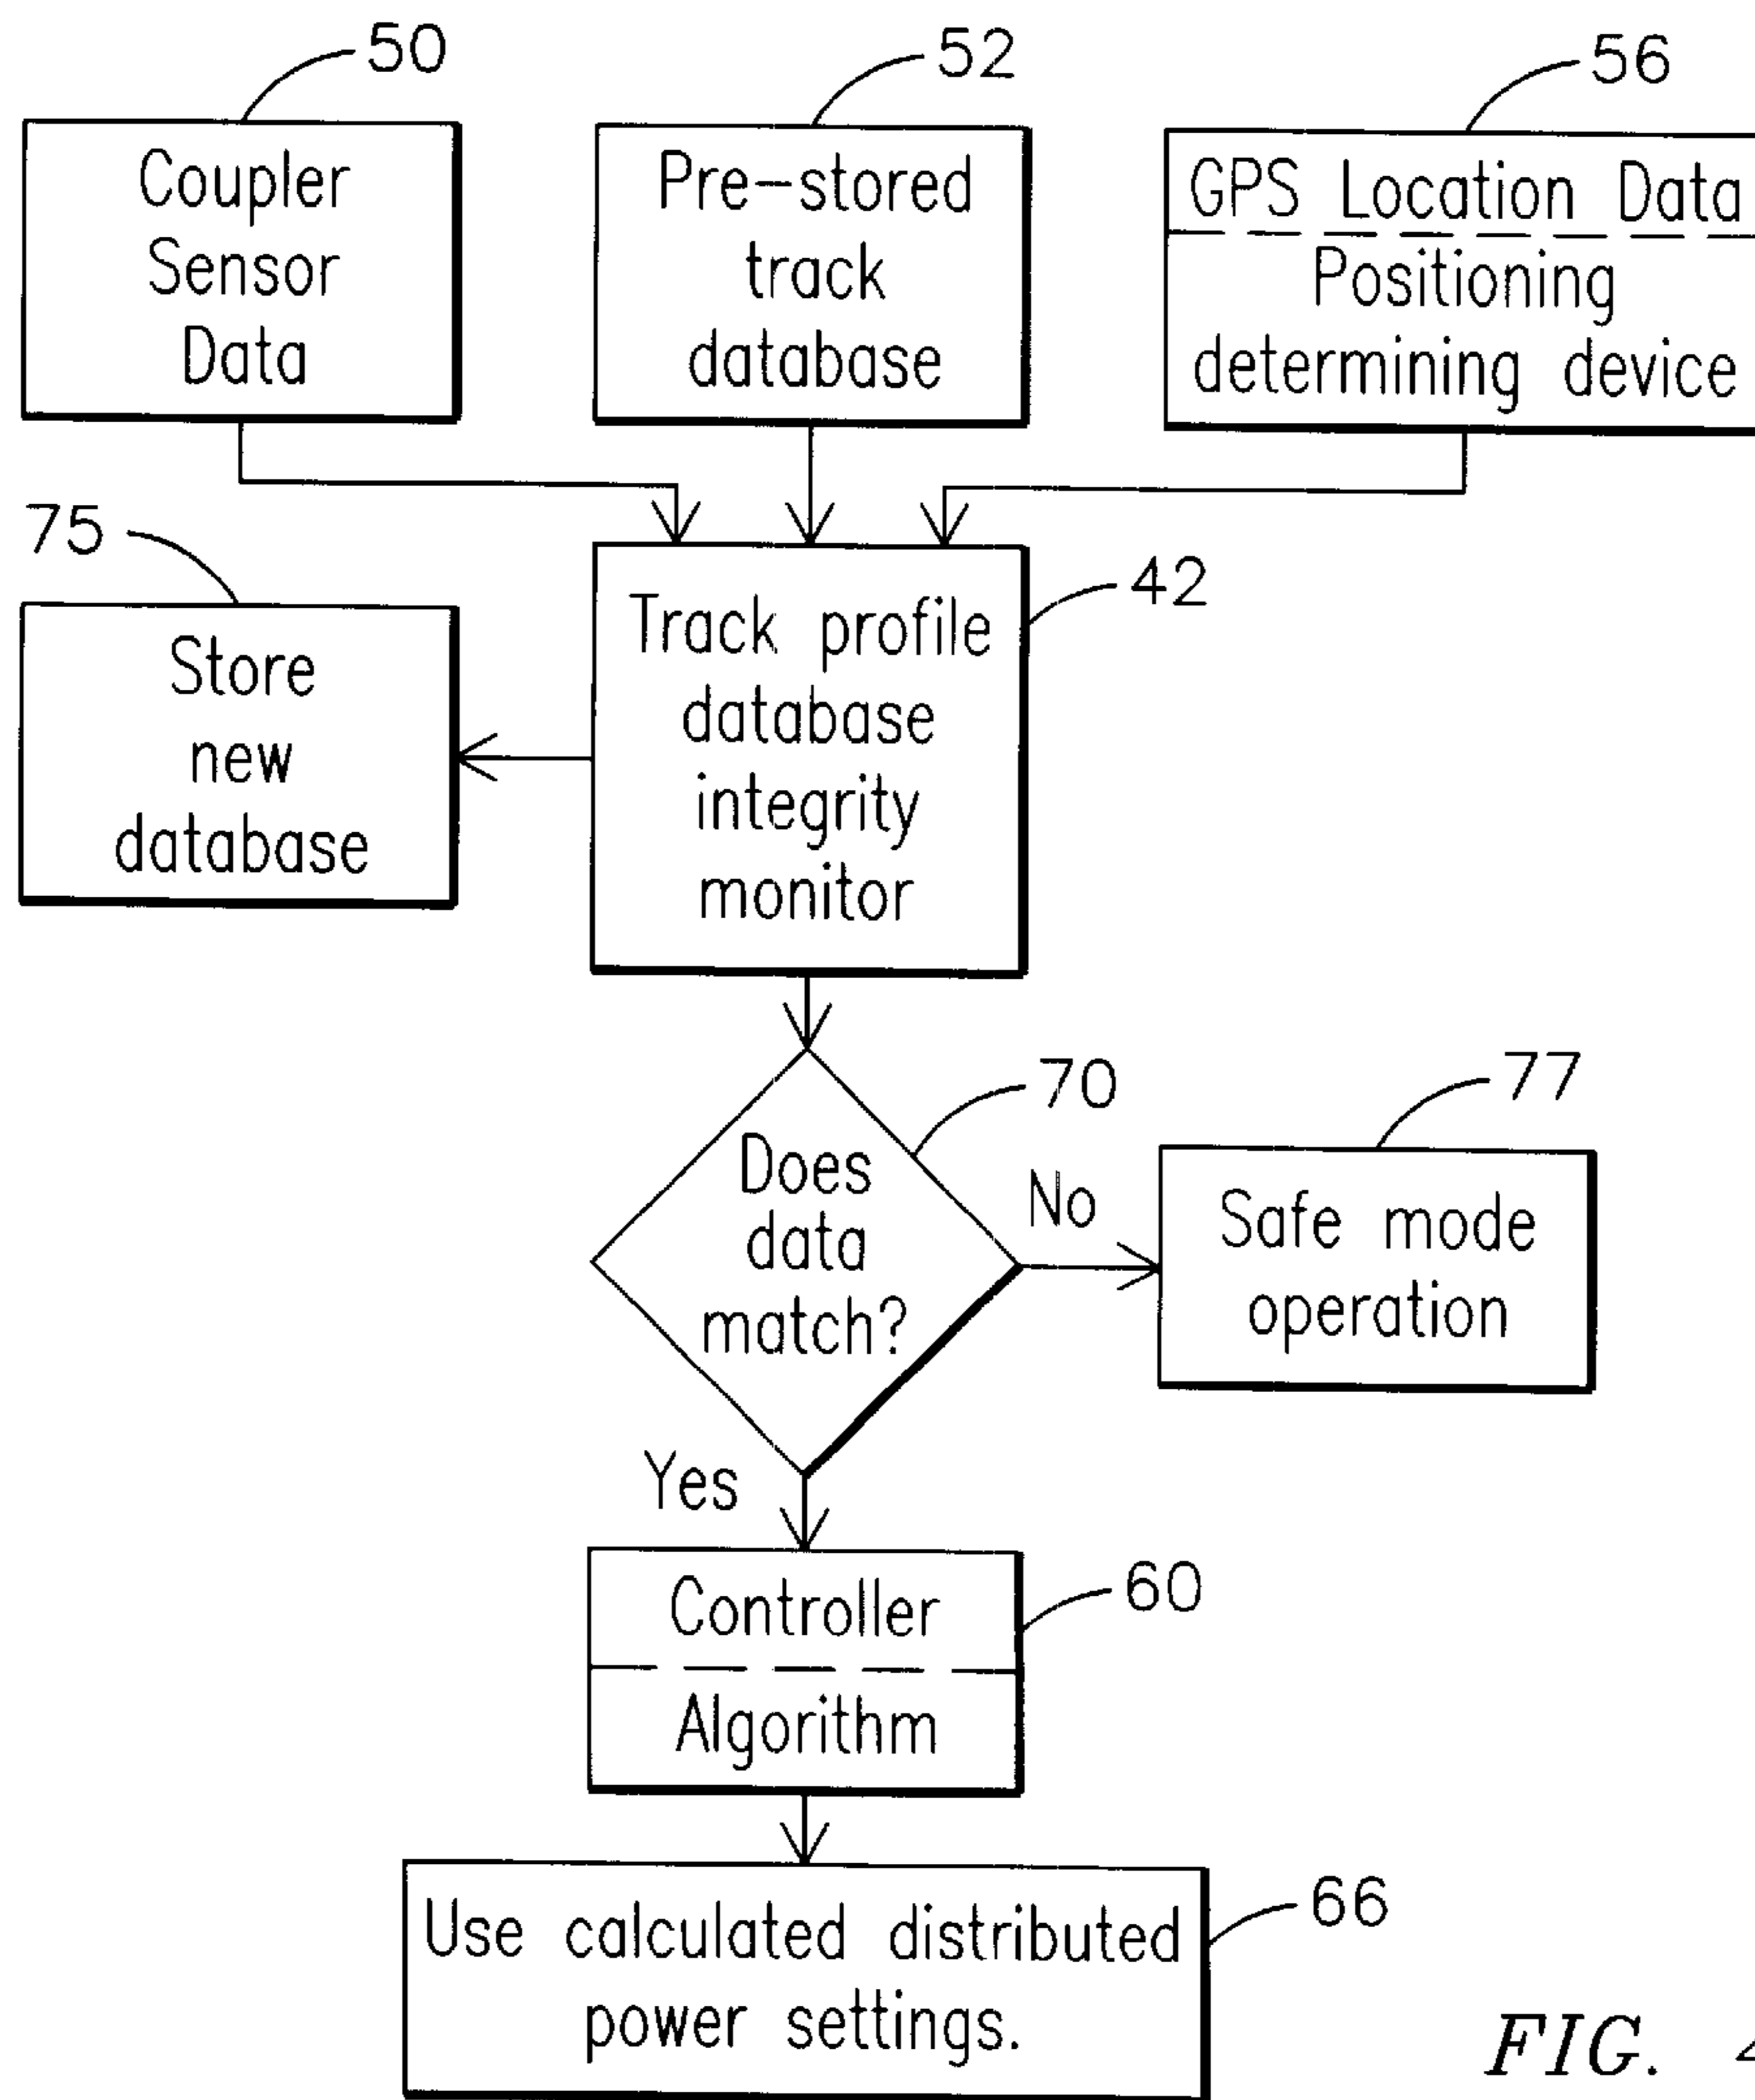 50
52
56
Coupler
Sensor
Data
Pre-stored
track
database
GPS Location Data
Positioning
determining device
75
42
Store
new
database
Track profile
database
integrity
monitor
70
77
Does
data
match?
No
Safe mode
operation
Yes
60
Controller
Algorithm
66
Use calculated distributed
power settings.
FIG. 4